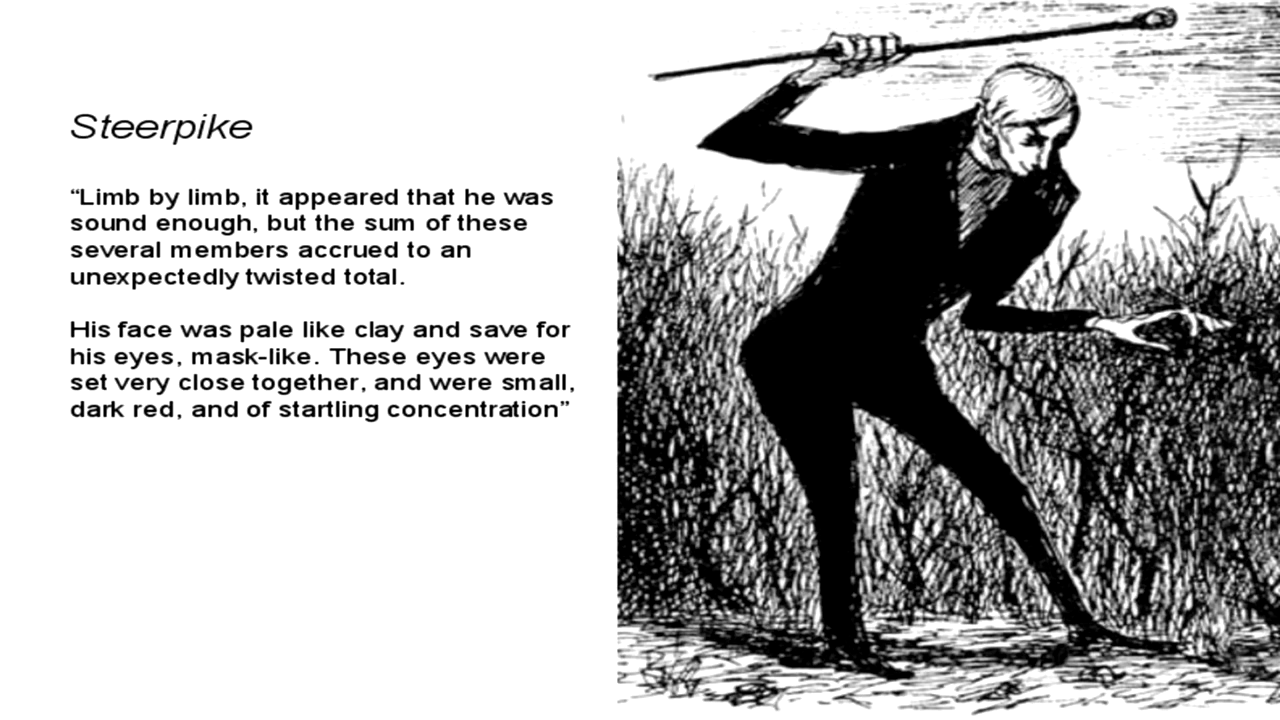 Steerpike
“Limb by limb, it appeared that he was
sound enough, but the sum of these
several members accrued to an
unexpectedly twisted total.
His face was pale like clay and save for
his eyes, mask-like. These eyes were
set very close together, and were small,
dark red, and of startling concentration”